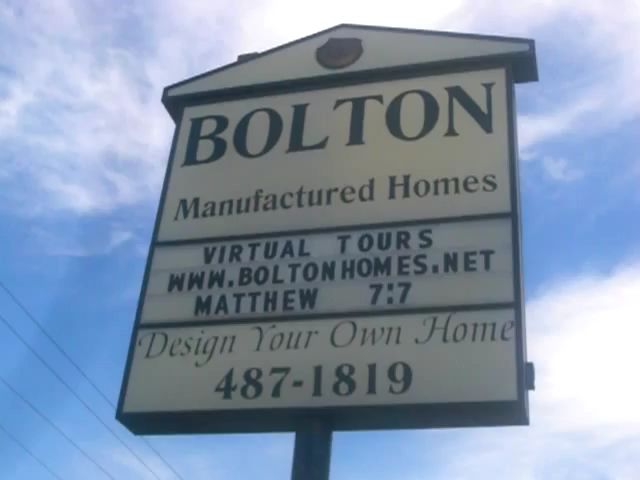 BOLTON
Manufactured Homes
VIRTUAL TOURS
WWW.BOLTONHOMES.NET
MATTHEW 7:7
Design Your Own Home
487-1819